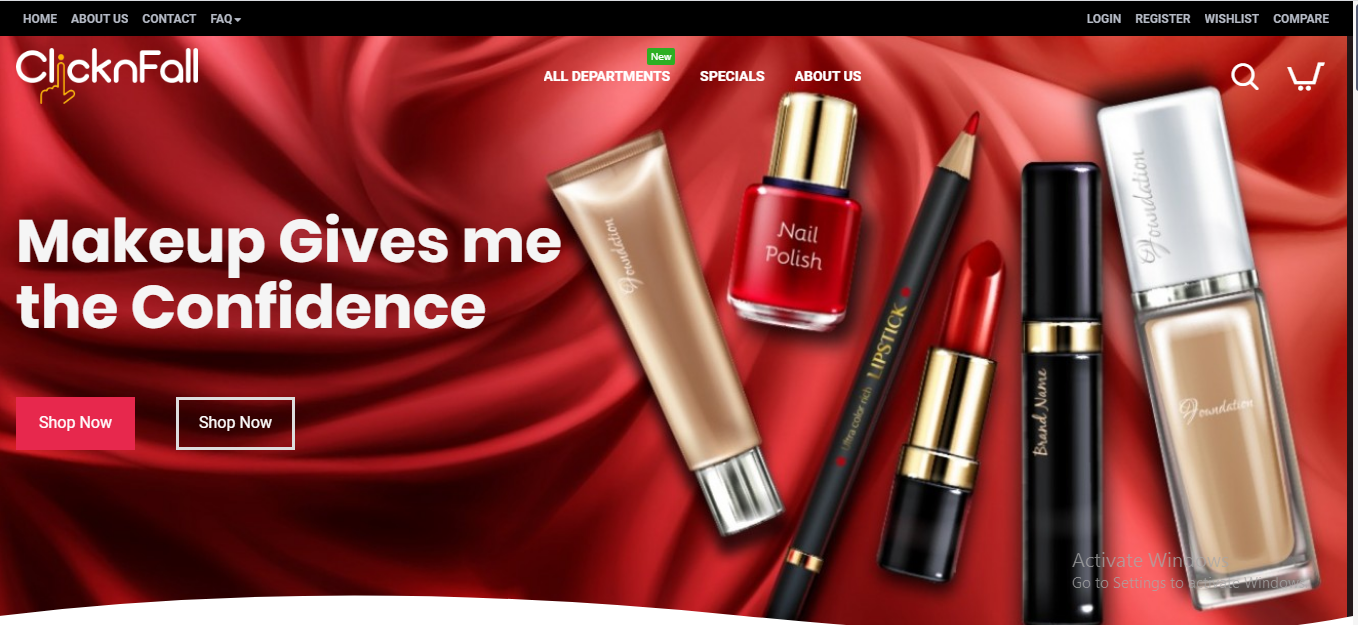 HOME ABOUT US CONTACT FAQ
LOGIN REGISTER WISHLIST COMPARE
ClicknFall
New
ALL DEPARTMENTS SPECIALS ABOUT US
Makeup Gives me
the Confidence
Shop Now
Shop Now
Foundation
Nail
Polish
Ultra color rich LIPSTICK
Brand Name
Foundation
Foundation
Activate Windows
Go to Settings to activate Windows.